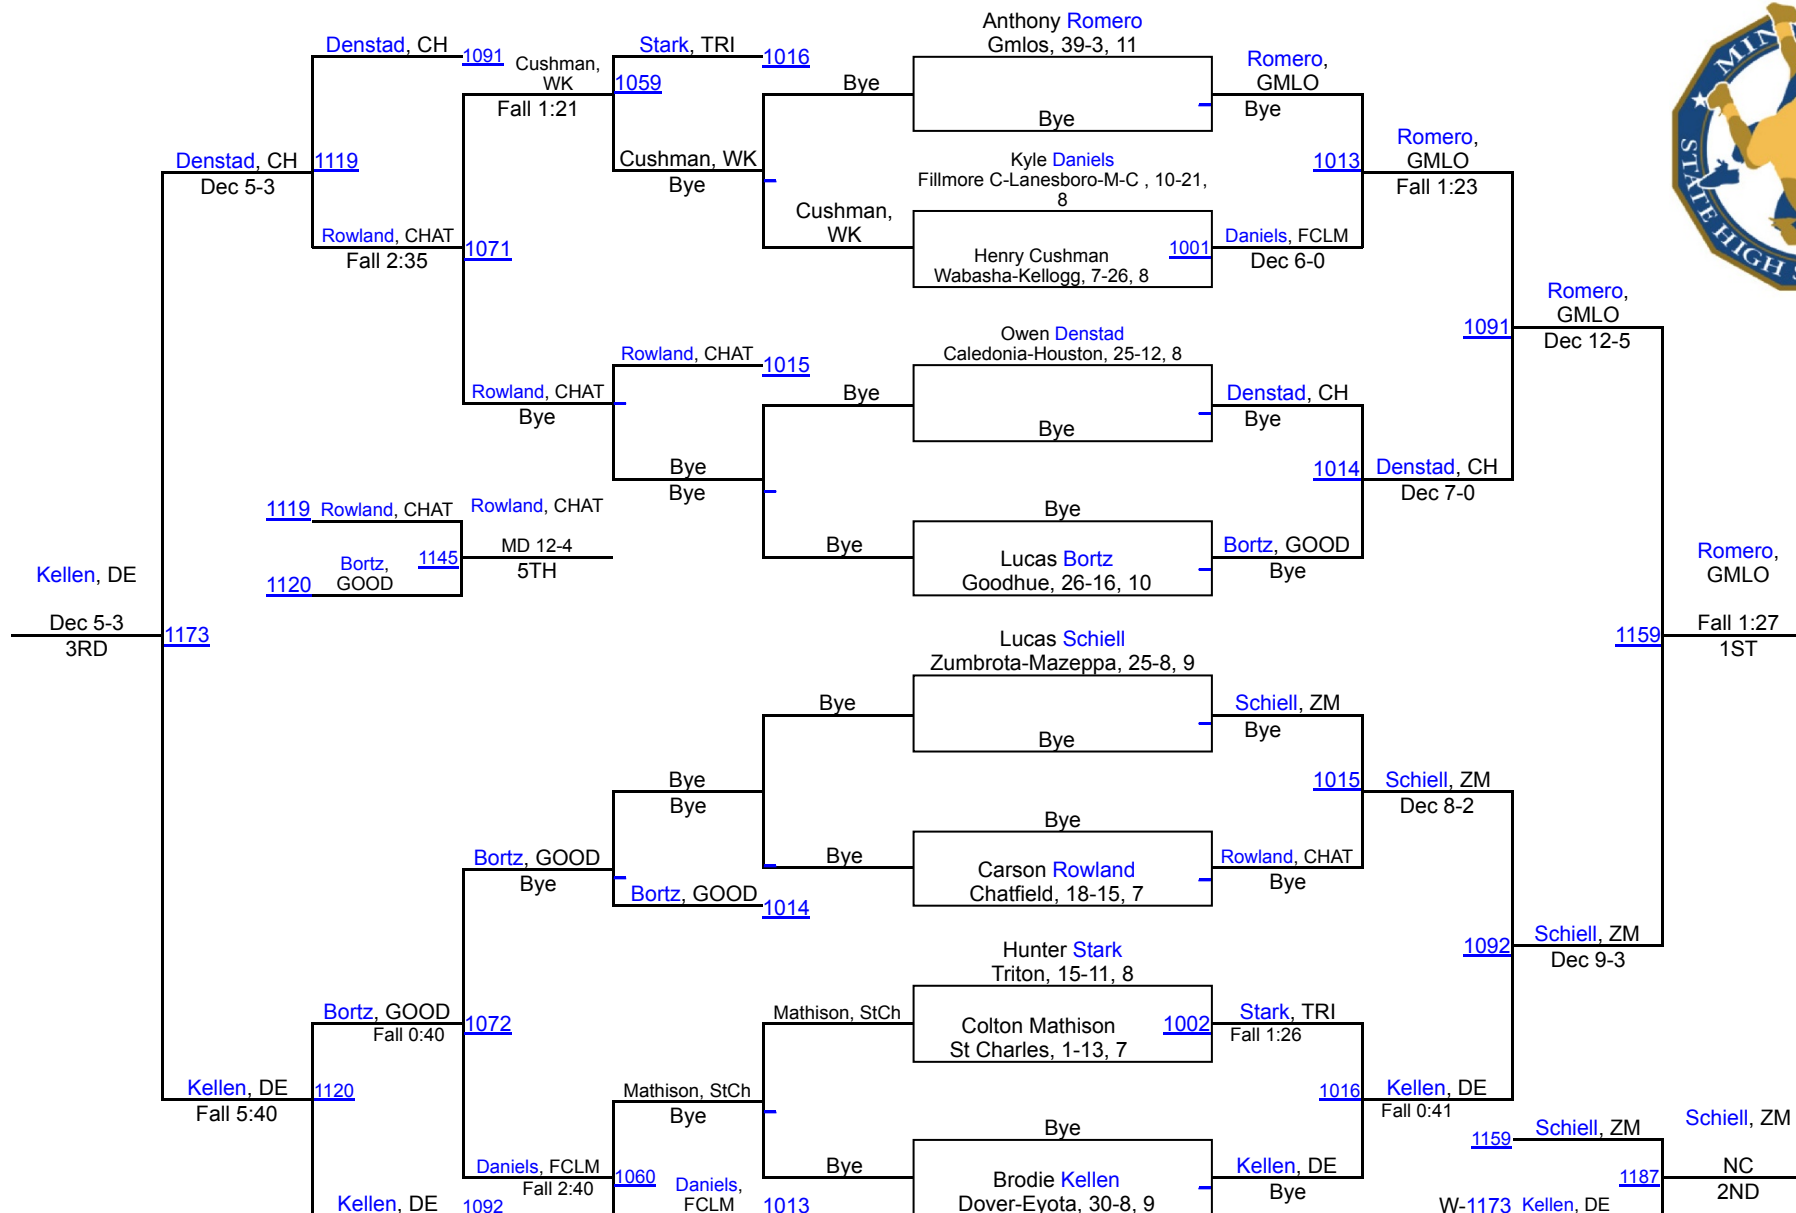 Anthony Romero
Gmlos, 39-3, 11
Denstad, CH
1091
Cushman,
WK
Fall 1:21
Stark, TRI
1016
1059
Bye
Bye
Romero,
GMLO
Bye
MIN
STATE HIGH S
Denstad, CH
1119
Dec 5-3
Cushman, WK
Bye
Kyle Daniels
Fillmore C-Lanesboro-M-C , 10-21,
8
1013
Romero,
GMLO
Fall 1:23
Cushman,
WK
Henry Cushman
Wabasha-Kellogg, 7-26, 8
1001
Daniels, FCLM
Dec 6-0
Rowland, CHAT
Fall 2:35
1071
Romero,
GMLO
Dec 12-5
1091
Owen Denstad
Caledonia-Houston, 25-12, 8
Rowland, CHAT
1015
Rowland, CHAT
Bye
Bye
Bye
Denstad, CH
Bye
Bye
Bye
1014
Denstad, CH
Dec 7-0
1119
Rowland, CHAT
Rowland, CHAT
Bye
Bye
Lucas Bortz
Goodhue, 26-16, 10
Bortz, GOOD
Bye
MD 12-4
5TH
1145
Bortz,
GOOD
1120
Kellen, DE
Dec 5-3
3RD
1173
Romero,
GMLO
Fall 1:27
1ST
1159
Lucas Schiell
Zumbrota-Mazeppa, 25-8, 9
Bye
Bye
Schiell, ZM
Bye
Bye
Bye
1015
Schiell, ZM
Dec 8-2
Bye
Bye
Carson Rowland
Chatfield, 18-15, 7
Rowland, CHAT
Bye
Bortz, GOOD
Bye
Bortz, GOOD
1014
1092
Schiell, ZM
Dec 9-3
Hunter Stark
Triton, 15-11, 8
Bortz, GOOD
Fall 0:40
1072
Mathison, StCh
Colton Mathison
St Charles, 1-13, 7
1002
Stark, TRI
Fall 1:26
Kellen, DE
Fall 5:40
1120
Mathison, StCh
Bye
1016
Kellen, DE
Fall 0:41
Bye
Bye
Brodie Kellen
Dover-Eyota, 30-8, 9
Kellen, DE
Bye
Daniels, FCLM
Fall 2:40
1060
Daniels,
FCLM
1013
Kellen, DE
1092
1159
Schiell, ZM
Schiell, ZM
1187
NC
2ND
W-1173
Kellen, DE